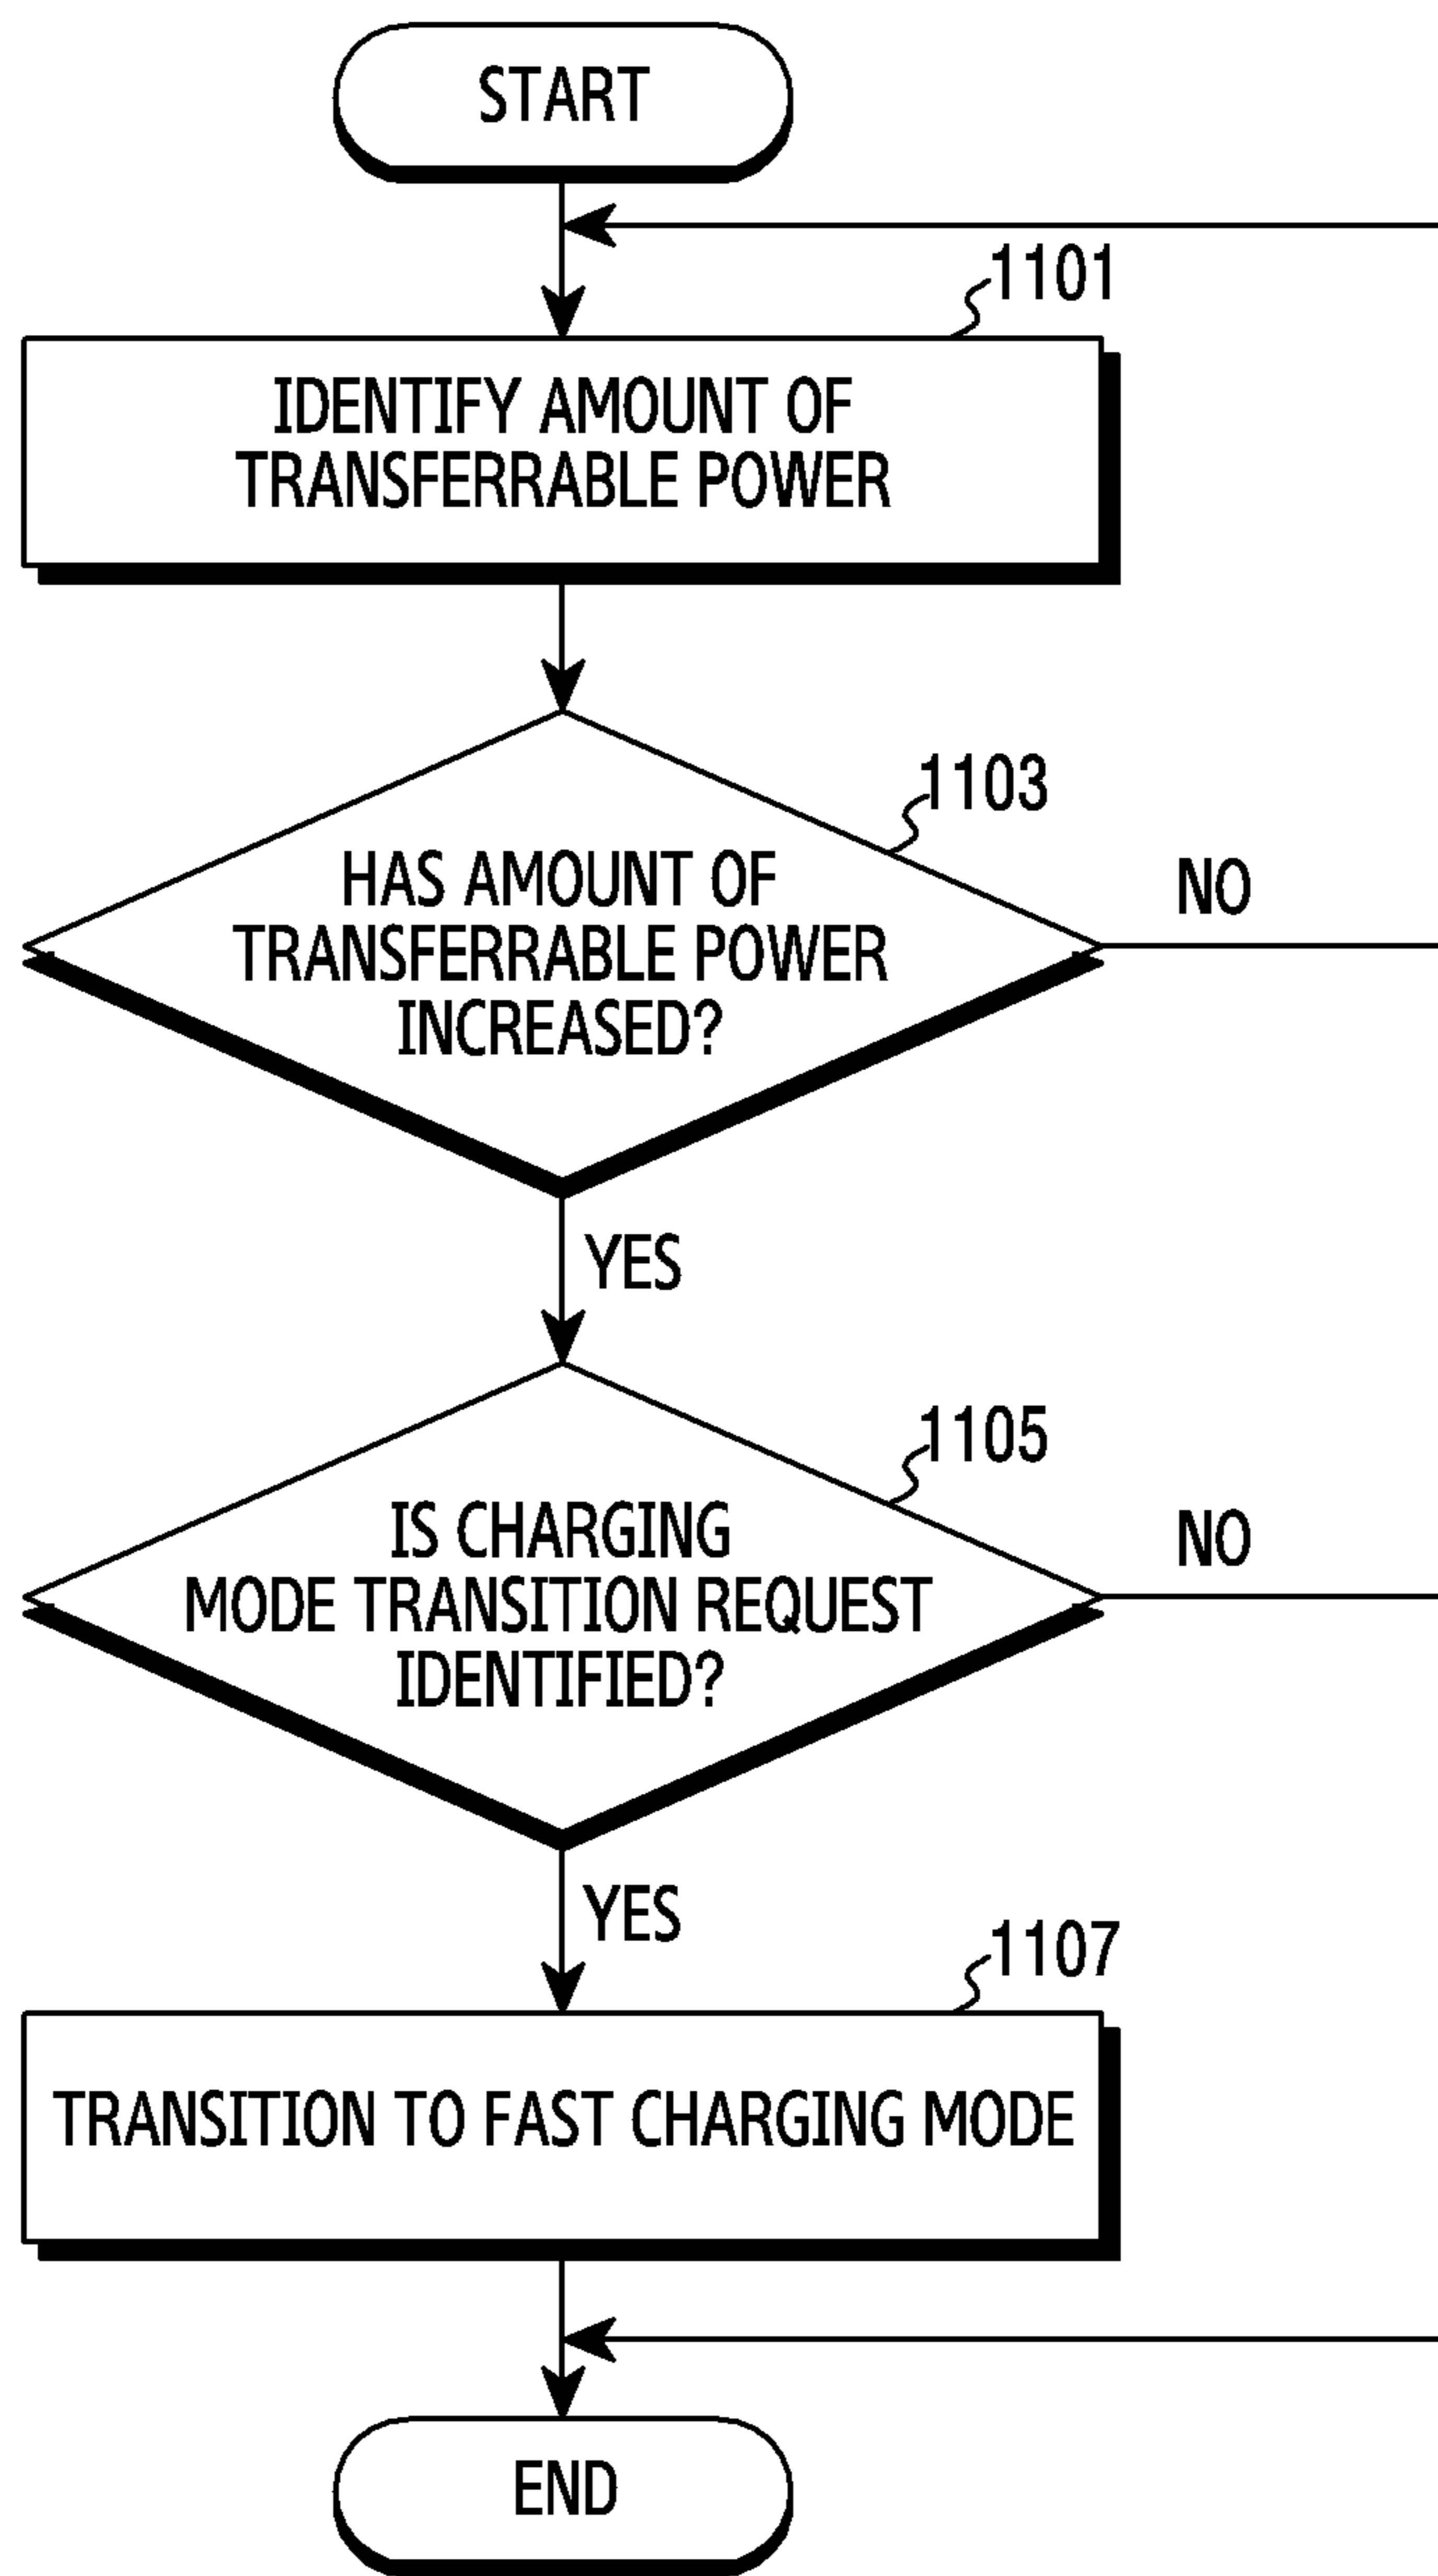 START
1101
IDENTIFY AMOUNT OF
TRANSFERRABLE POWER
1103
HAS AMOUNT OF
TRANSFERRABLE POWER
INCREASED?
NO
YES
1105
IS CHARGING
MODE TRANSITION REQUEST
IDENTIFIED?
NO
YES
1107
TRANSITION TO FAST CHARGING MODE
END